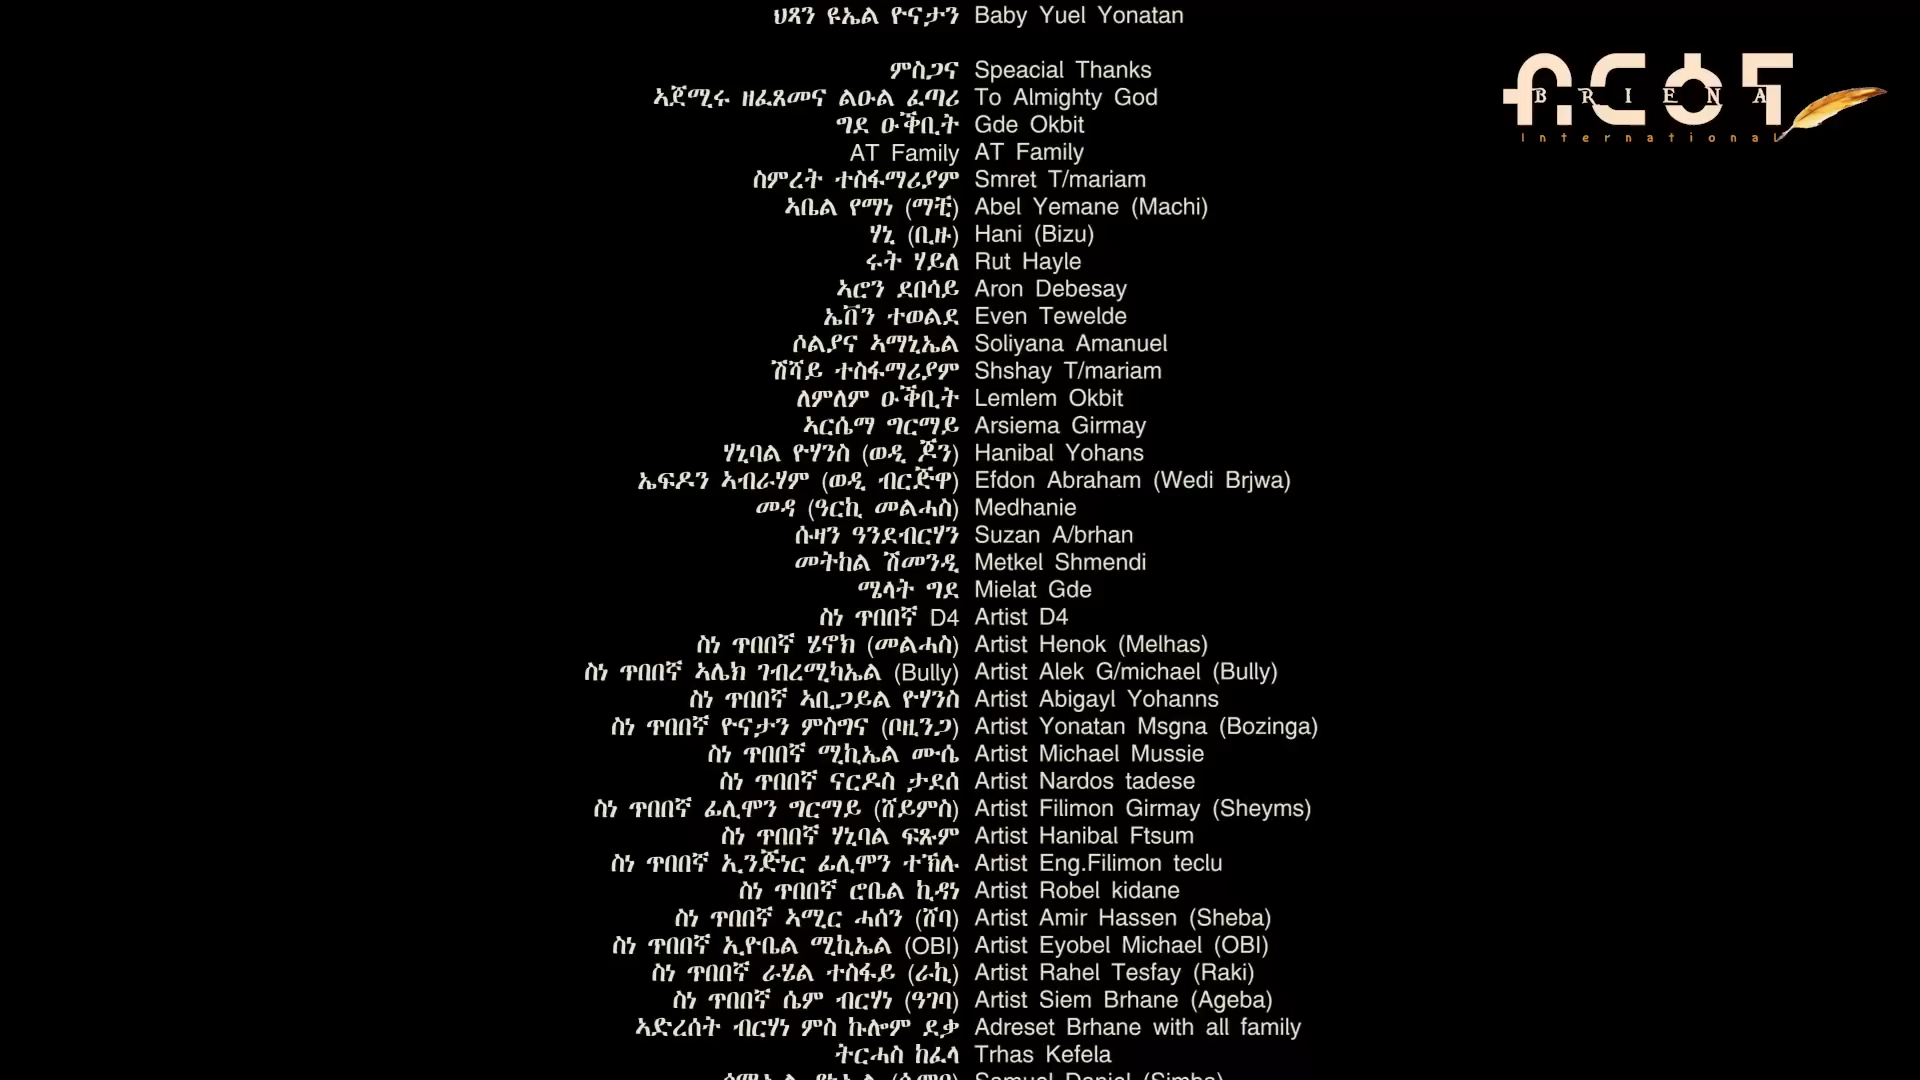 ህጻን ዩኤል ዮናታን Baby Yuel Yonatan
ምስጋና Speacial Thanks
ኣጀሚሩ ዘፈጸመና ልዑል ፈጣሪ To Almighty God
ግደ ዑቕቢት Gde Okbit
AT Family AT Family
ስምረት ተስፋማሪያም Smret T/mariam
ኣቤል የማነ (ማቺ) Abel Yemane (Machi)
ሃኒ (ቢዙ) Hani (Bizu)
ሩት ሃይለ Rut Hayle
ኣሮን ደበሳይ Aron Debesay
ኤቨን ተወልደ Even Tewelde
ሶልያና ኣማኒኤል Soliyana Amanuel
ሽሻይ ተስፋማሪያም Shshay T/mariam
ለምለም ዑቕቢት Lemlem Okbit
ኣርሴማ ግርማይ Arsiema Girmay
ሃኒባል ዮሃንስ (ወዲ ጆን) Hanibal Yohans
ኤፍዶን ኣብራሃም (ወዲ ብርጅዋ) Efdon Abraham (Wedi Brjwa)
መዳ (ዓርኪ መልሓስ) Medhanie
ሱዛን ዓንደብርሃን Suzan A/brhan
መትከል ሽመንዲ Metkel Shmendi
ሜላት ግደ Mielat Gde
ስነ ጥበበኛ D4 Artist D4
ስነ ጥበበኛ ሄኖክ (መልሓስ) Artist Henok (Melhas)
ስነ ጥበበኛ ኣሌክ ገብረሚካኤል (Bully) Artist Alek G/michael (Bully)
ስነ ጥበበኛ ኣቢጋይል ዮሃንስ Artist Abigayl Yohanns
ስነ ጥበበኛ ዮናታን ምስግና (ቦዚንጋ) Artist Yonatan Msgna (Bozinga)
ስነ ጥበበኛ ሚኪኤል ሙሴ Artist Michael Mussie
ስነ ጥበበኛ ናርዶስ ታደሰ Artist Nardos tadese
ስነ ጥበበኛ ፊሊሞን ግርማይ (ሸይምስ) Artist Filimon Girmay (Sheyms)
ስነ ጥበበኛ ሃኒባል ፍጹም Artist Hanibal Ftsum
ስነ ጥበበኛ ኢንጅነር ፊሊሞን ተኽሉ Artist Eng.Filimon teclu
ስነ ጥበበኛ ሮቤል ኪዳነ Artist Robel kidane
ስነ ጥበበኛ ኣሚር ሓሰን (ሸባ) Artist Amir Hassen (Sheba)
ስነ ጥበበኛ ኢዮቤል ሚኪኤል (OBI) Artist Eyobel Michael (OBI)
ስነ ጥበበኛ ራሄል ተስፋይ (ራኪ) Artist Rahel Tesfay (Raki)
ስነ ጥበበኛ ሴም ብርሃነ (ዓገባ) Artist Siem Brhane (Ageba)
ኣድረሰት ብርሃነ ምስ ኩሎም ደቃ Adreset Brhane with all family
ትርሓስ ከፈላ Trhas Kefela
Samuel Daniel (Simba)
BRIENA
International